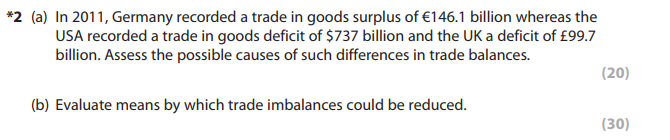 *2 (a) In 2011, Germany recorded a trade in goods surplus of €146.1 billion whereas the
USA recorded a trade in goods deficit of $737 billion and the UK a deficit of £99.7
billion. Assess the possible causes of such differences in trade balances.
(20)
(b) Evaluate means by which trade imbalances could be reduced.
(30)